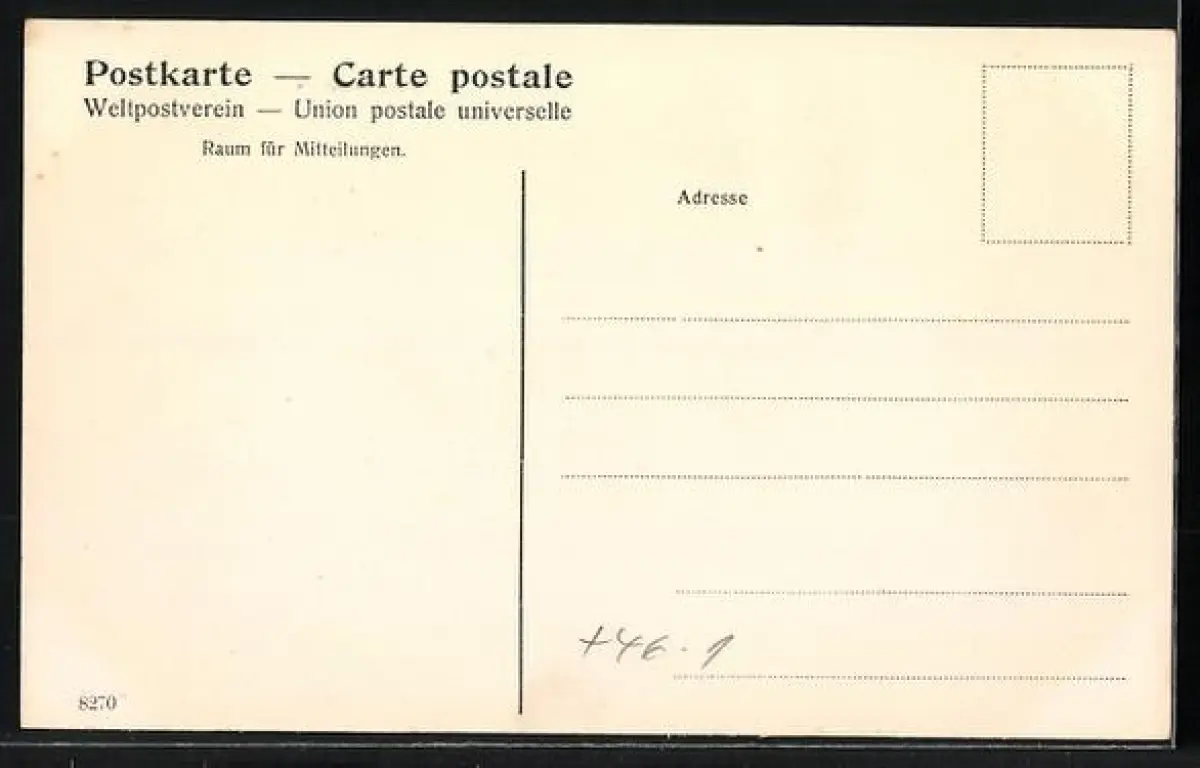 Postkarte — Carte postale
Weltpostverein — Union postale universelle
Raum für Mitteilungen.
Adresse
+46.1
8270